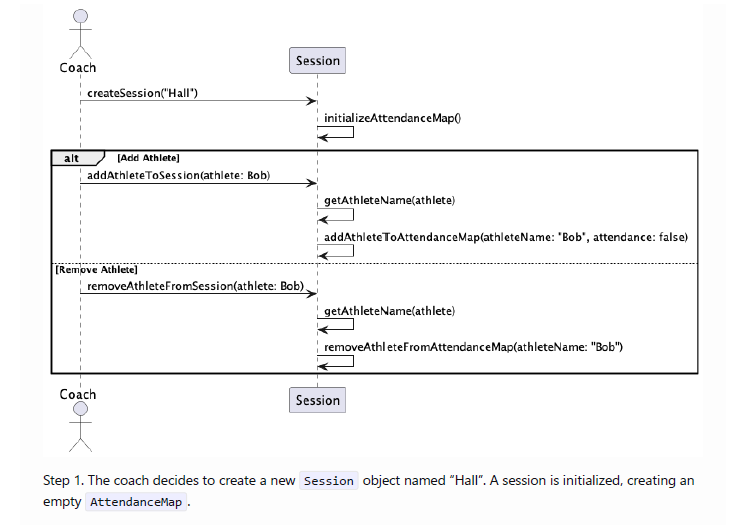 Coach
Session
createSession("Hall")
initializeAttendanceMap()
alt [Add Athlete]
addAthleteToSession(athlete: Bob)
getAthleteName(athlete)
addAthleteToAttendanceMap(athleteName: "Bob", attendance: false)
[Remove Athlete]
removeAthleteFromSession(athlete: Bob)
getAthleteName(athlete)
removeAthleteFromAttendanceMap(athleteName: "Bob")
Coach
Session
Step 1. The coach decides to create a new Session object named “Hall”. A session is initialized, creating an
empty AttendanceMap.